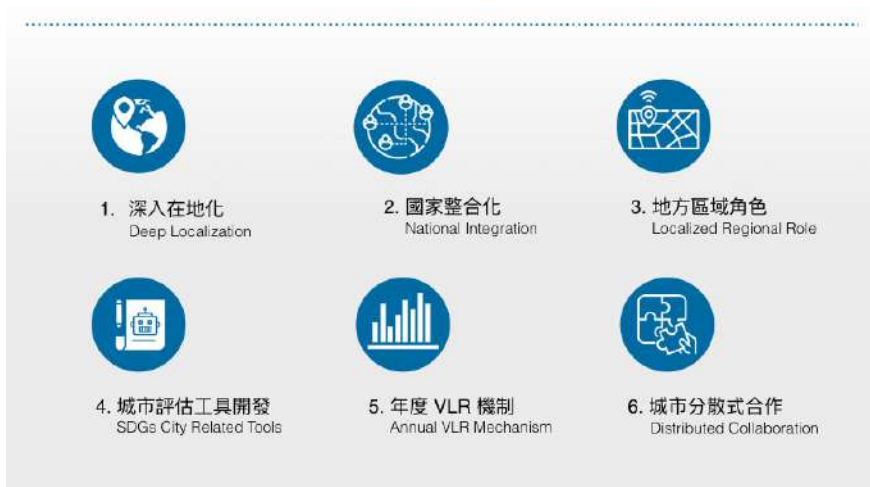 1. 深入在地化
Deep Localization
2. 國家整合化
National Integration
3. 地方區域角色
Localized Regional Role
4. 城市評估工具開發
SDGs City Related Tools
5. 年度 VLR 機制
Annual VLR Mechanism
6. 城市分散式合作
Distributed Collaboration